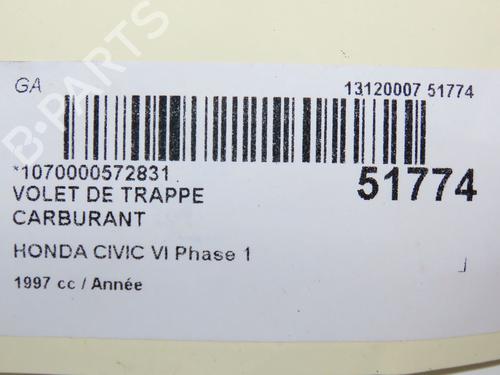 GA
13120007 51774
*1070000572831
51774
VOLET DE TRAPPE
CARBURANT
HONDA CIVIC VI Phase 1
1997 cc / Année
B-PARTS